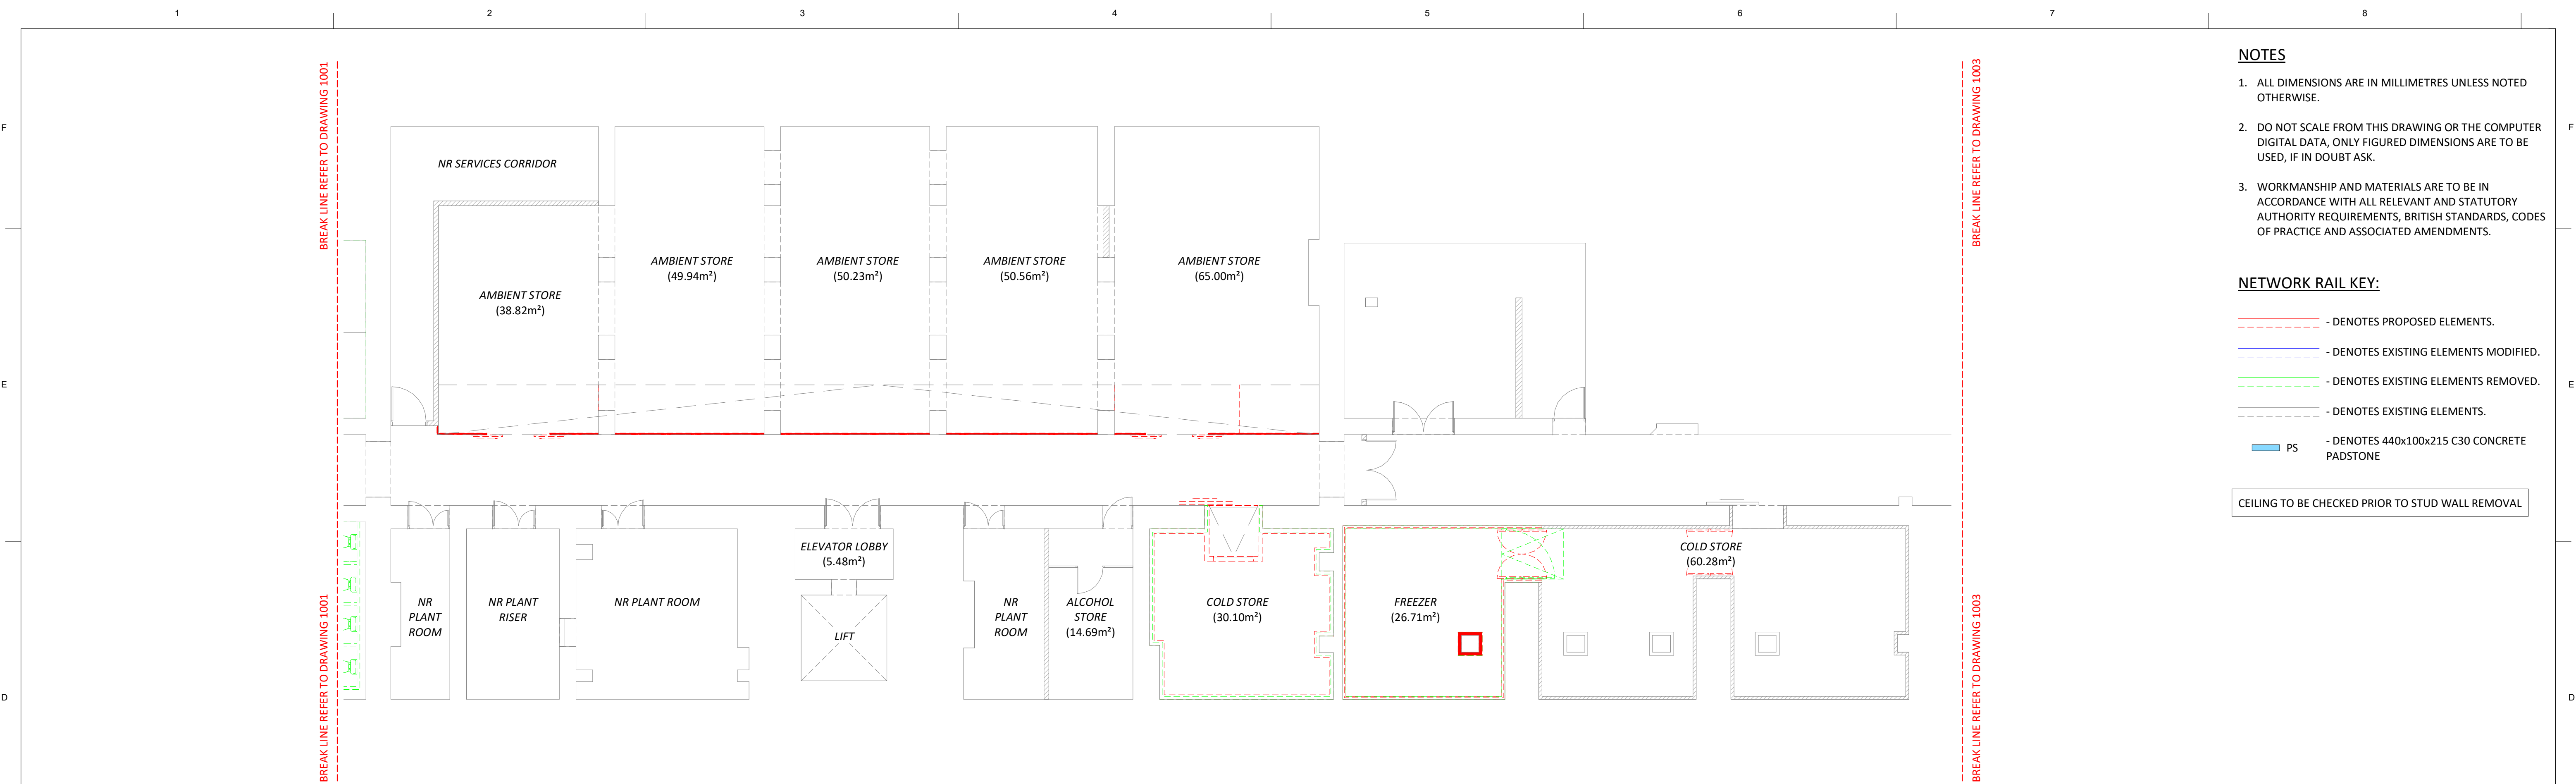 1
2
3
4
5
6
7
8
F
E
D
F
E
D
BREAK LINE REFER TO DRAWING 1001
BREAK LINE REFER TO DRAWING 1001
BREAK LINE REFER TO DRAWING 1003
BREAK LINE REFER TO DRAWING 1003
NR SERVICES CORRIDOR
AMBIENT STORE
(38.82m²)
AMBIENT STORE
(49.94m²)
AMBIENT STORE
(50.23m²)
AMBIENT STORE
(50.56m²)
AMBIENT STORE
(65.00m²)
NR
PLANT
ROOM
NR PLANT
RISER
NR PLANT ROOM
ELEVATOR LOBBY
(5.48m²)
LIFT
NR
PLANT
ROOM
ALCOHOL
STORE
(14.69m²)
COLD STORE
(30.10m²)
FREEZER
(26.71m²)
COLD STORE
(60.28m²)
NOTES
1. ALL DIMENSIONS ARE IN MILLIMETRES UNLESS NOTED
OTHERWISE.
2. DO NOT SCALE FROM THIS DRAWING OR THE COMPUTER
DIGITAL DATA, ONLY FIGURED DIMENSIONS ARE TO BE
USED, IF IN DOUBT ASK.
3. WORKMANSHIP AND MATERIALS ARE TO BE IN
ACCORDANCE WITH ALL RELEVANT AND STATUTORY
AUTHORITY REQUIREMENTS, BRITISH STANDARDS, CODES
OF PRACTICE AND ASSOCIATED AMENDMENTS.
NETWORK RAIL KEY:
- DENOTES PROPOSED ELEMENTS.
- DENOTES EXISTING ELEMENTS MODIFIED.
- DENOTES EXISTING ELEMENTS REMOVED.
- DENOTES EXISTING ELEMENTS.
PS - DENOTES 440x100x215 C30 CONCRETE
PADSTONE
CEILING TO BE CHECKED PRIOR TO STUD WALL REMOVAL